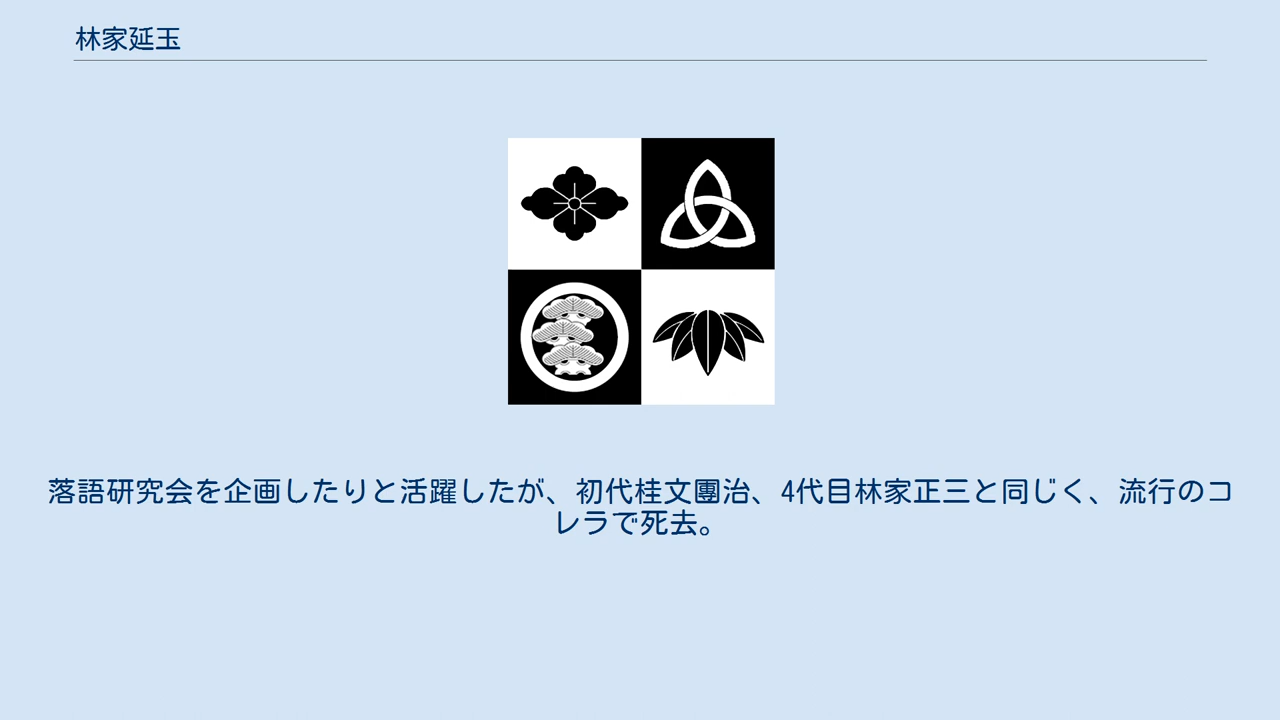 林家延玉
落語研究会を企画したりと活躍したが、初代桂文團治、4代目林家正三と同じく、流行のコ
レラで死去。